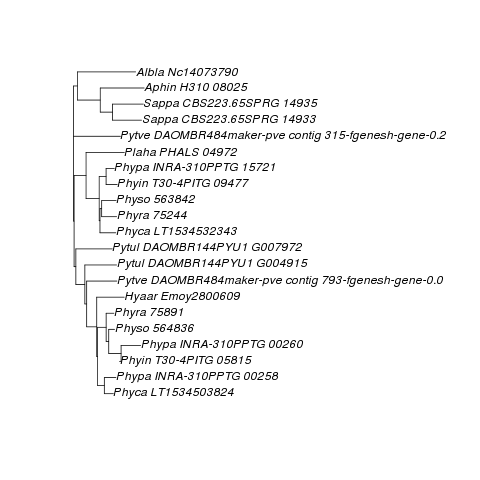 Albla Nc14073790
Aphin H310 08025
Sappa CBS223.65SPRG 14935
Sappa CBS223.65SPRG 14933
Pytve DAOMBR484maker-pve contig 315-fgenesh-gene-0.2
Plaha PHALS 04972
Phypa INRA-310PPTG 15721
Phyin T30-4PITG 09477
Physo 563842
Phyra 75244
Phyca LT1534532343
Pytul DAOMBR144PYU1 G007972
Pytul DAOMBR144PYU1 G004915
Pytve DAOMBR484maker-pve contig 793-fgenesh-gene-0.0
Hyaar Emoy2800609
Phyra 75891
Physo 564836
Phypa INRA-310PPTG 00260
Phyin T30-4PITG 05815
Phypa INRA-310PPTG 00258
Phyca LT1534503824